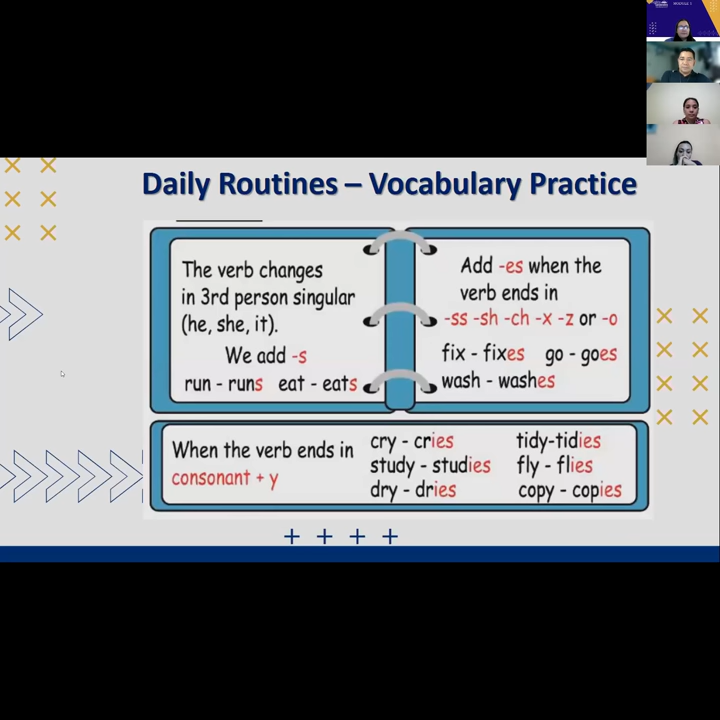 MODULE I
Daily Routines – Vocabulary Practice
The verb changes
in 3rd person singular
(he, she, it).
We add -s
run - runs eat - eats
Add -es when the
verb ends in
-ss -sh -ch -x -z or -o
fix - fixes go - goes
wash - washes
When the verb ends in
consonant + y
cry - cries
study - studies
dry - dries
tidy-tidies
fly - flies
copy - copies